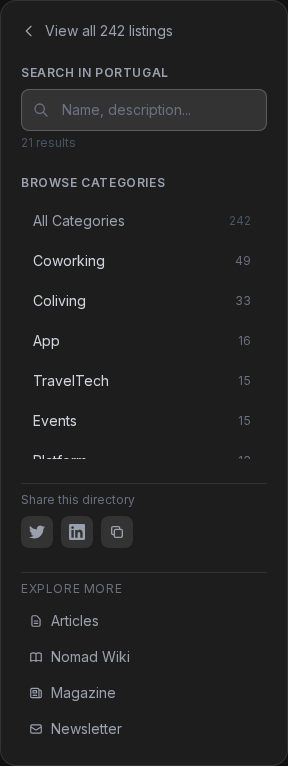 View all 242 listings
SEARCH IN PORTUGAL
Name, description...
21 results
BROWSE CATEGORIES
All Categories 242
Coworking 49
Coliving 33
App 16
TravelTech 15
Events 15
Platform
Share this directory
EXPLORE MORE
Articles
Nomad Wiki
Magazine
Newsletter